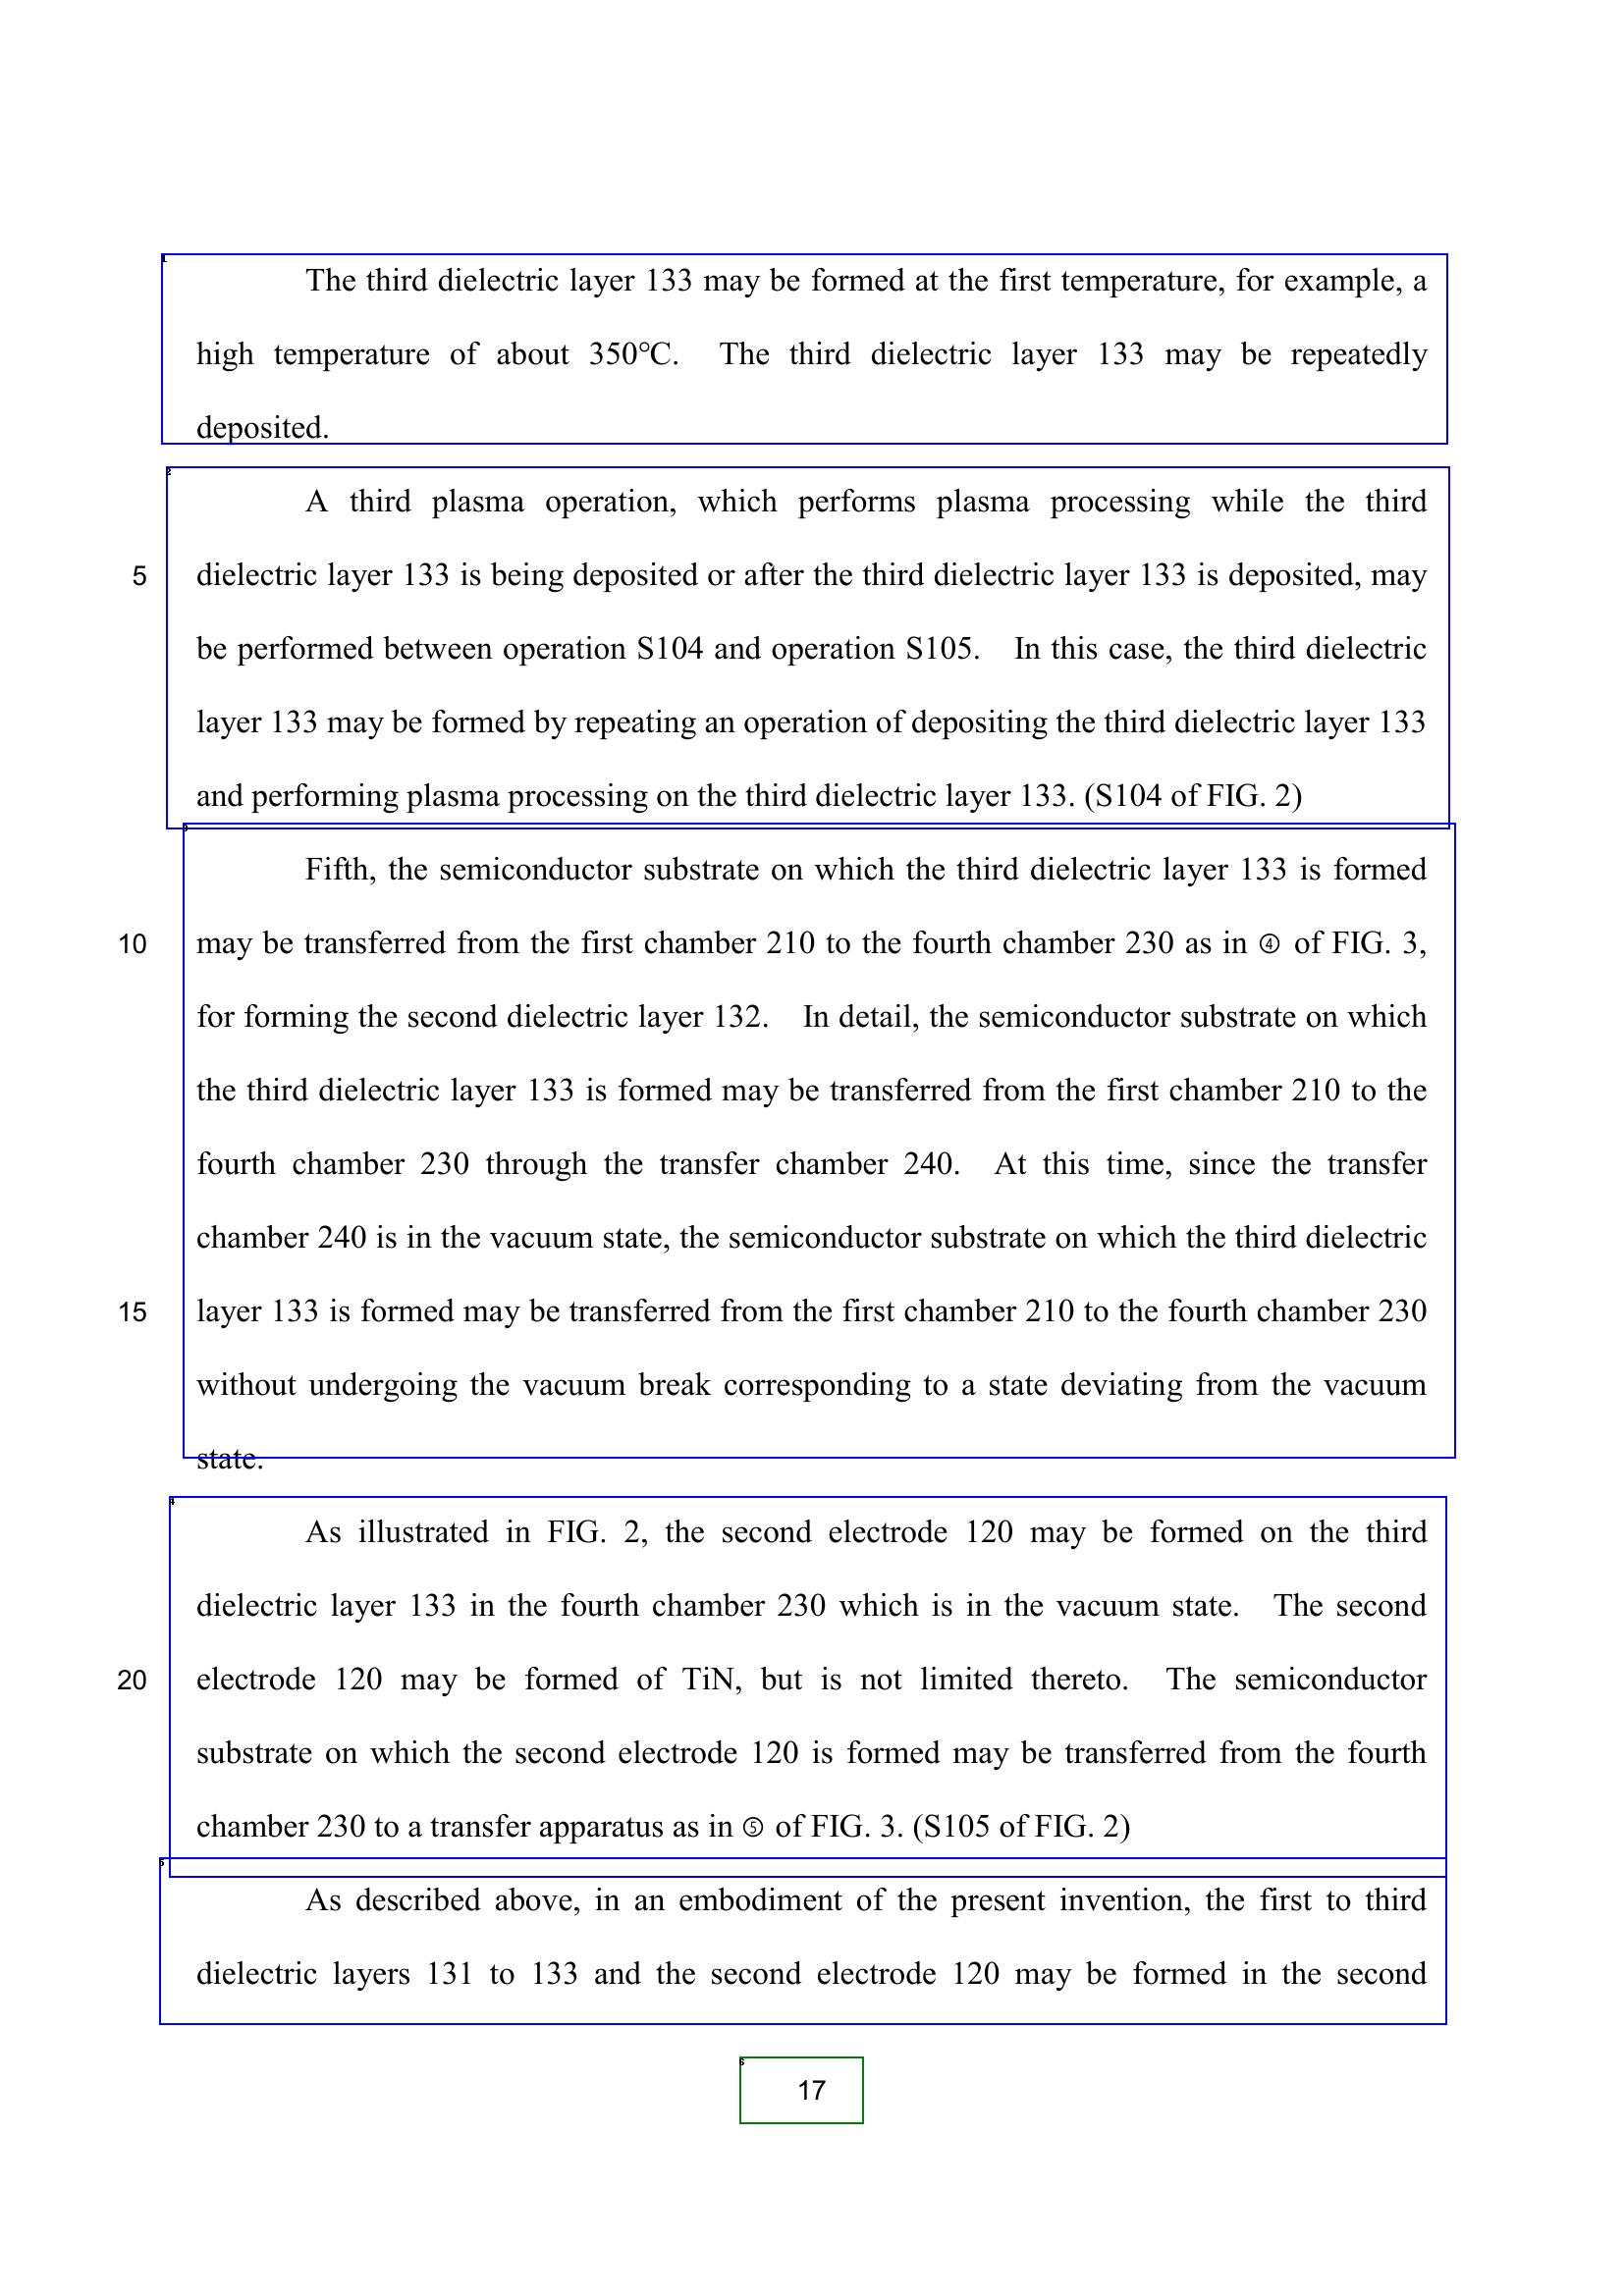 The third dielectric layer 133 may be formed at the first temperature, for example, a
high temperature of about 350℃. The third dielectric layer 133 may be repeatedly
deposited.
A third plasma operation, which performs plasma processing while the third
5 dielectric layer 133 is being deposited or after the third dielectric layer 133 is deposited, may
be performed between operation S104 and operation S105. In this case, the third dielectric
layer 133 may be formed by repeating an operation of depositing the third dielectric layer 133
and performing plasma processing on the third dielectric layer 133. (S104 of FIG. 2)
Fifth, the semiconductor substrate on which the third dielectric layer 133 is formed
10 may be transferred from the first chamber 210 to the fourth chamber 230 as in ④ of FIG. 3,
for forming the second dielectric layer 132. In detail, the semiconductor substrate on which
the third dielectric layer 133 is formed may be transferred from the first chamber 210 to the
fourth chamber 230 through the transfer chamber 240. At this time, since the transfer
chamber 240 is in the vacuum state, the semiconductor substrate on which the third dielectric
15 layer 133 is formed may be transferred from the first chamber 210 to the fourth chamber 230
without undergoing the vacuum break corresponding to a state deviating from the vacuum
state.
As illustrated in FIG. 2, the second electrode 120 may be formed on the third
dielectric layer 133 in the fourth chamber 230 which is in the vacuum state. The second
20 electrode 120 may be formed of TiN, but is not limited thereto. The semiconductor
substrate on which the second electrode 120 is formed may be transferred from the fourth
chamber 230 to a transfer apparatus as in ⑤ of FIG. 3. (S105 of FIG. 2)
As described above, in an embodiment of the present invention, the first to third
dielectric layers 131 to 133 and the second electrode 120 may be formed in the second
17